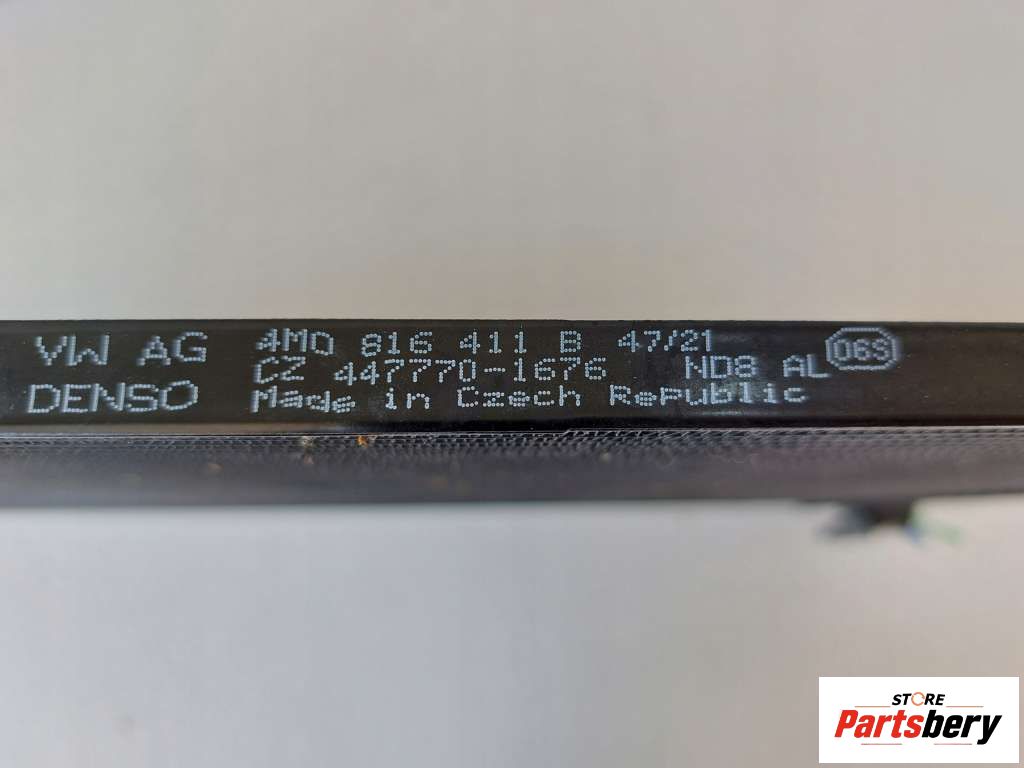 VW AG 4M0 816 411 B 47/21
CZ 447770-1676 ND8 AL 069
DENSO Made in Czech Republic
STORE
Partsbery